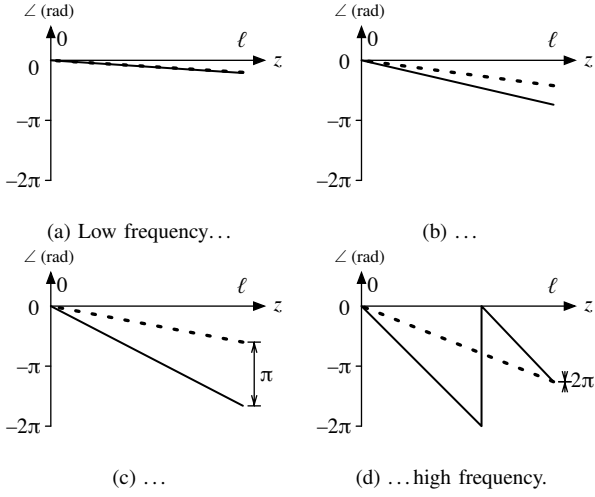 ∠ (rad)
0
ℓ
z
0
−π
−2π
(a) Low frequency…
∠ (rad)
0
ℓ
z
0
−π
−2π
(b) …
∠ (rad)
0
ℓ
z
0
−π
π
−2π
(c) …
∠ (rad)
0
ℓ
z
0
−π
2π
−2π
(d) …high frequency.